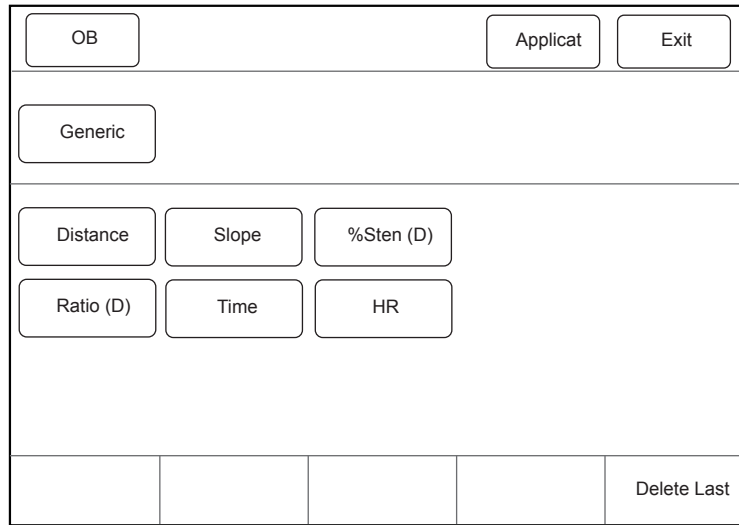 OB
Applicat
Exit
Generic
Distance
Slope
%Sten (D)
Ratio (D)
Time
HR
Delete Last